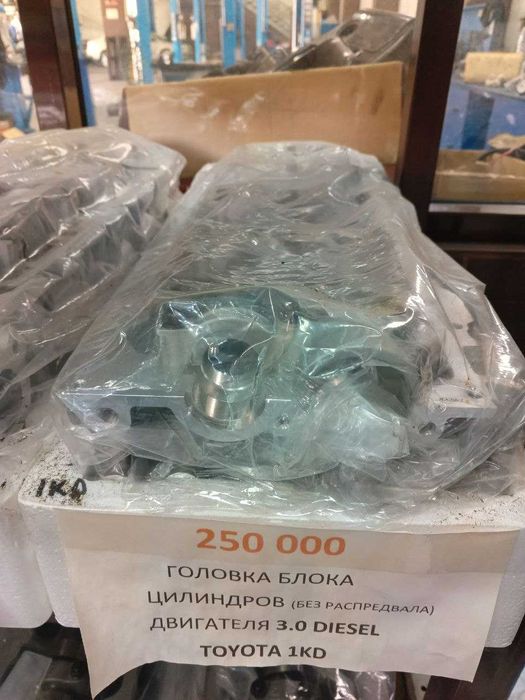 1KD
250 000
ГОЛОВКА БЛОКА
ЦИЛИНДРОВ (БЕЗ РАСПРЕДВАЛА)
ДВИГАТЕЛЯ 3.0 DIESEL
TOYOTA 1KD